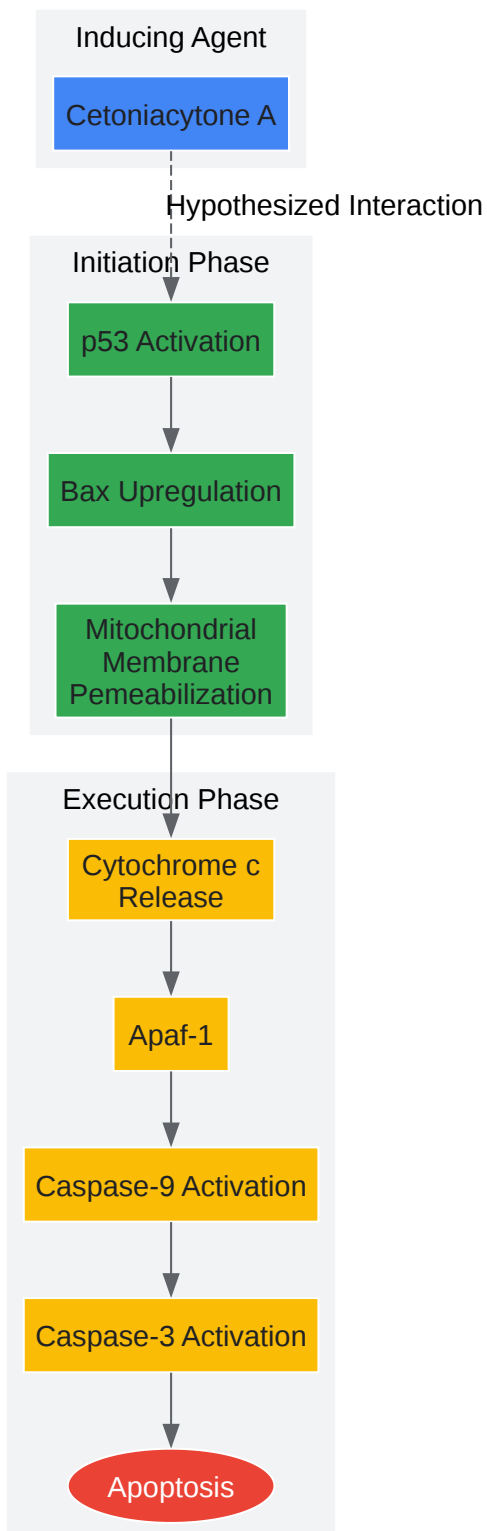 Inducing Agent
Cetoniacytone A
Hypothesized Interaction
Initiation Phase
p53 Activation
Bax Upregulation
Mitochondrial
Membrane
Pemeabilization
Execution Phase
Cytochrome c
Release
Apaf-1
Caspase-9 Activation
Caspase-3 Activation
Apoptosis